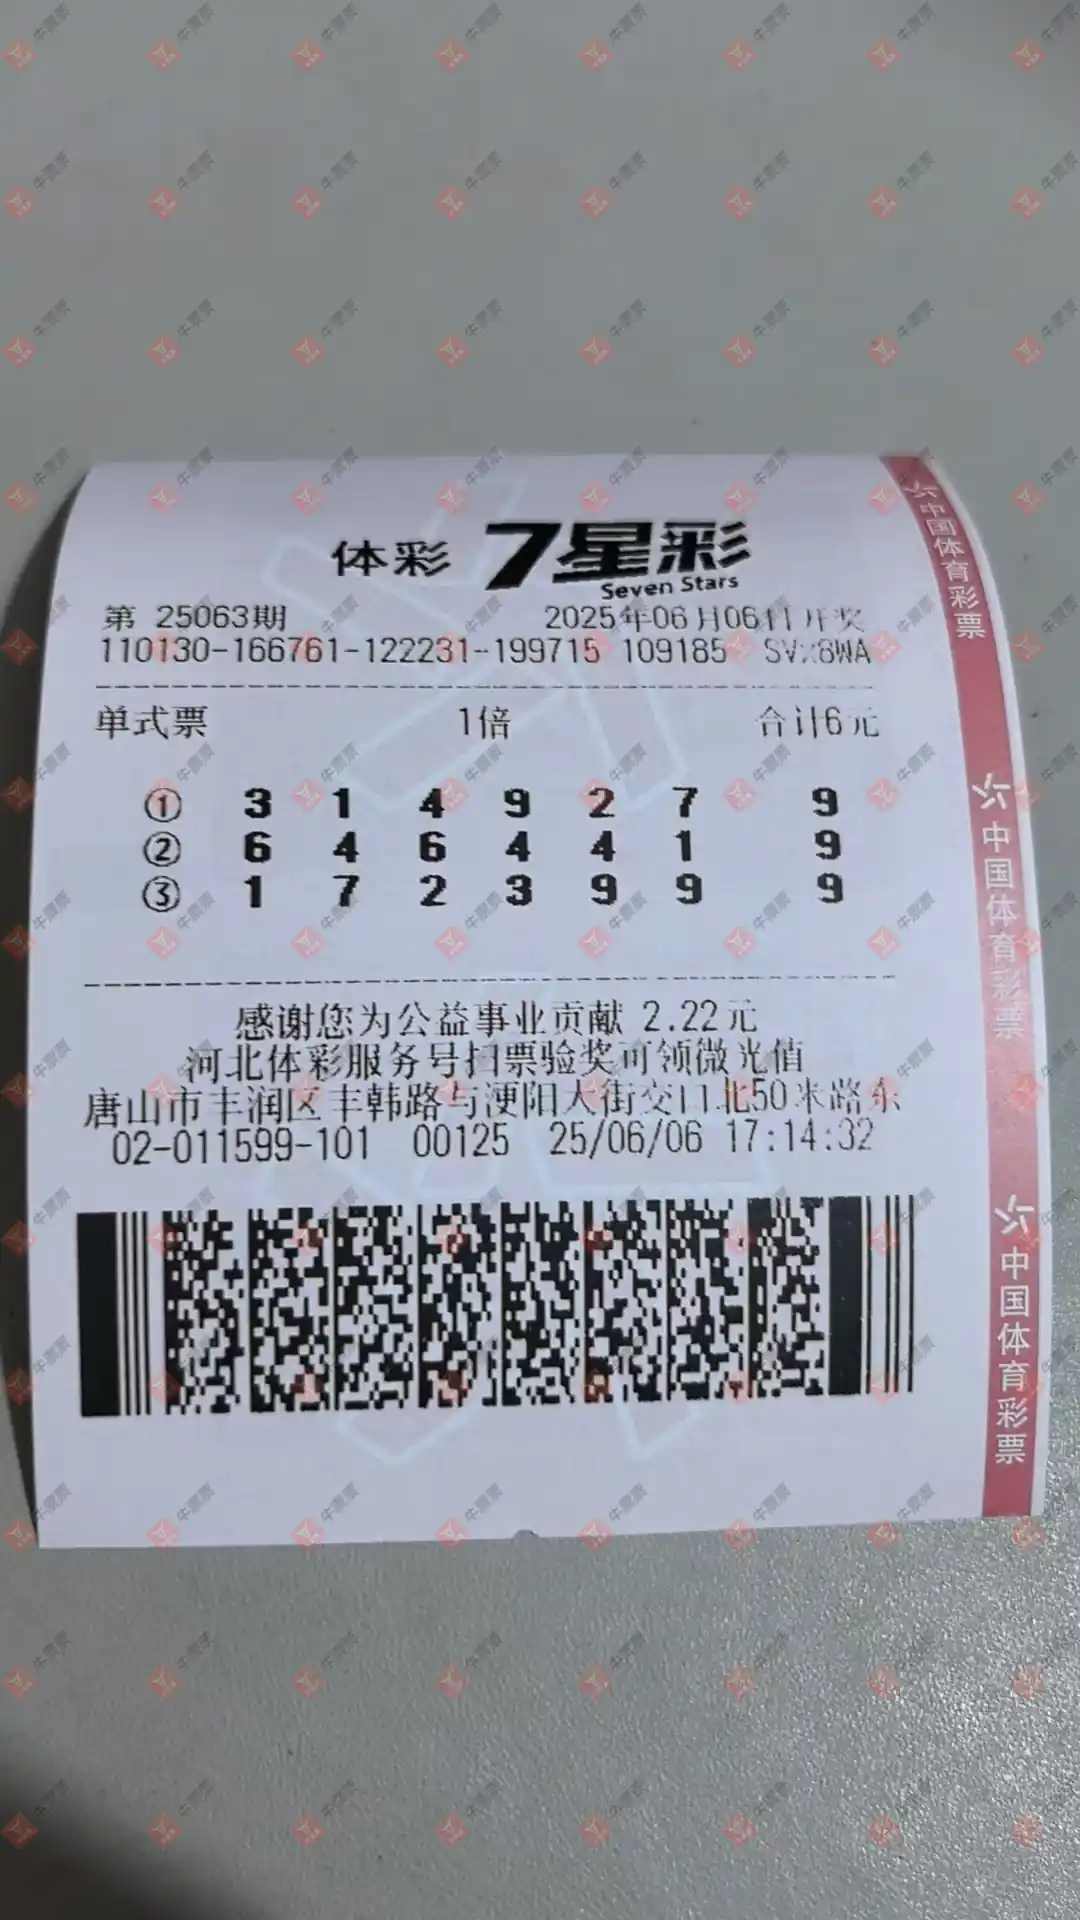 体彩 7星彩
Seven Stars
第 25063期 2025年06月06日开奖
110130-166761-122231-199715 109185
单式票 1倍 合计6元
① 3 1 4 9 2 7 9
② 6 4 6 4 4 1 9
③ 1 7 2 3 9 9 9
感谢您为公益事业贡献 2.22元
河北体彩服务号扫票验奖可领微光值
唐山市丰润区丰韩路与浭阳大街交口北50米路东
02-011599-101 00125 25/06/06 17:14:32
中国体育彩票
中国体育彩票
中国体育彩票
牛票票